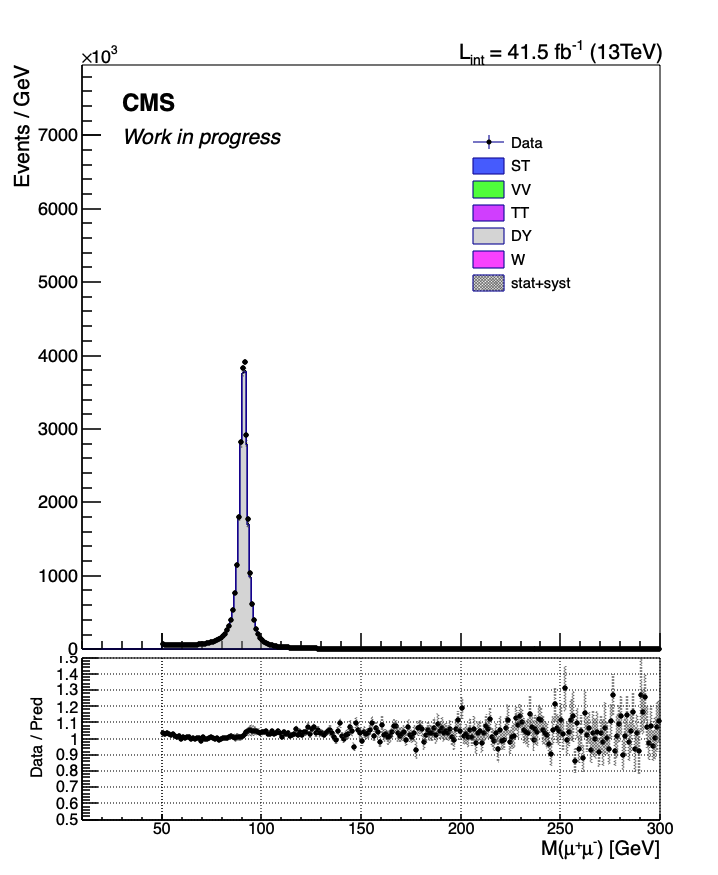 ×10³
L_int = 41.5 fb⁻¹ (13TeV)
Events / GeV
CMS
Work in progress
7000
6000
5000
4000
3000
2000
1000
0
Data
ST
VV
TT
DY
W
stat+syst
Data / Pred
1.5
1.4
1.3
1.2
1.1
1
0.9
0.8
0.7
0.6
0.5
50 100 150 200 250 300
M(μ⁺μ⁻) [GeV]